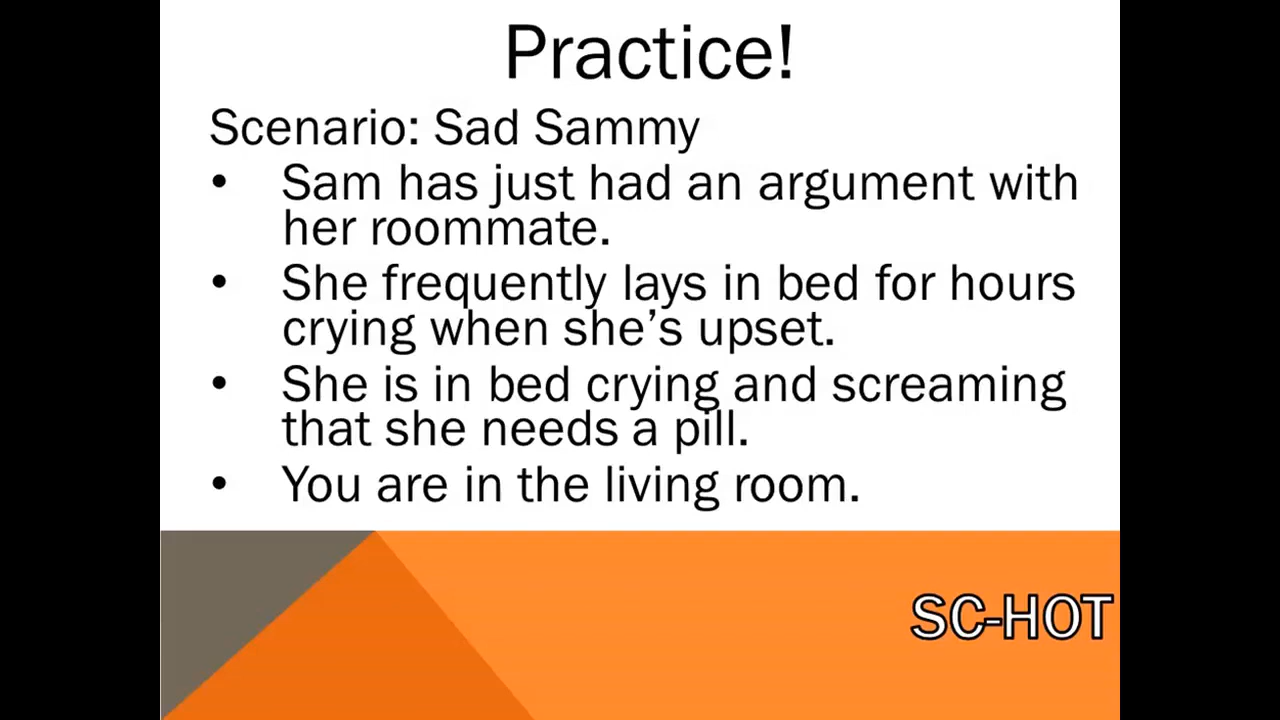 Practice!
Scenario: Sad Sammy
• Sam has just had an argument with
her roommate.
• She frequently lays in bed for hours
crying when she’s upset.
• She is in bed crying and screaming
that she needs a pill.
• You are in the living room.
SC-HOT